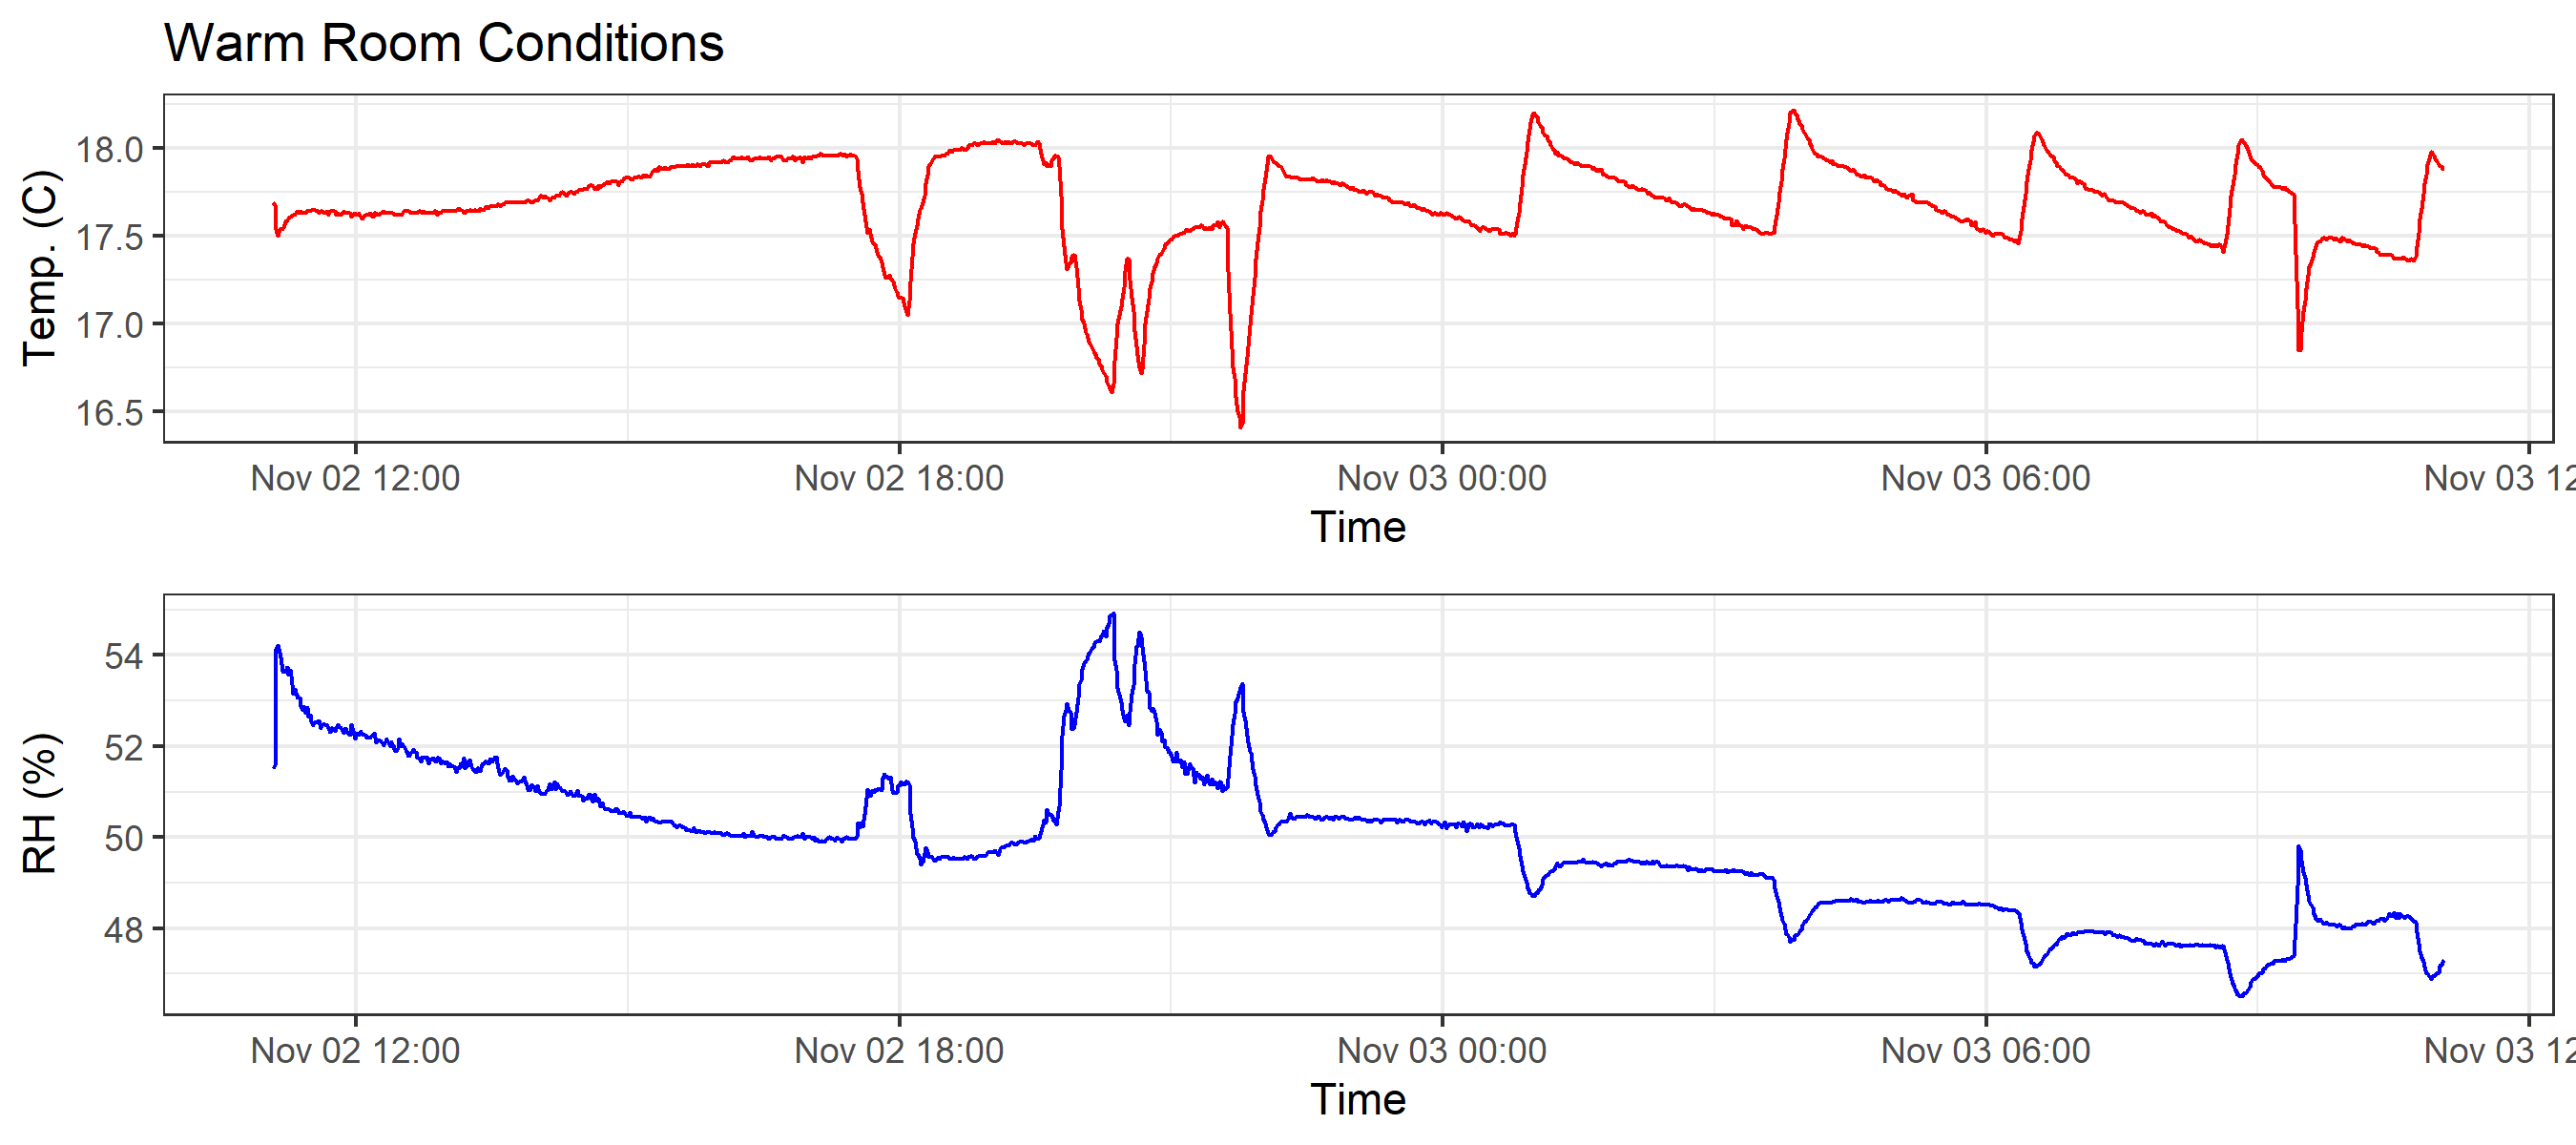 Warm Room Conditions
Temp. (C)
18.0
17.5
17.0
16.5
Nov 02 12:00 Nov 02 18:00 Nov 03 00:00 Nov 03 06:00 Nov 03 12
Time
RH (%)
54
52
50
48
Nov 02 12:00 Nov 02 18:00 Nov 03 00:00 Nov 03 06:00 Nov 03 12
Time